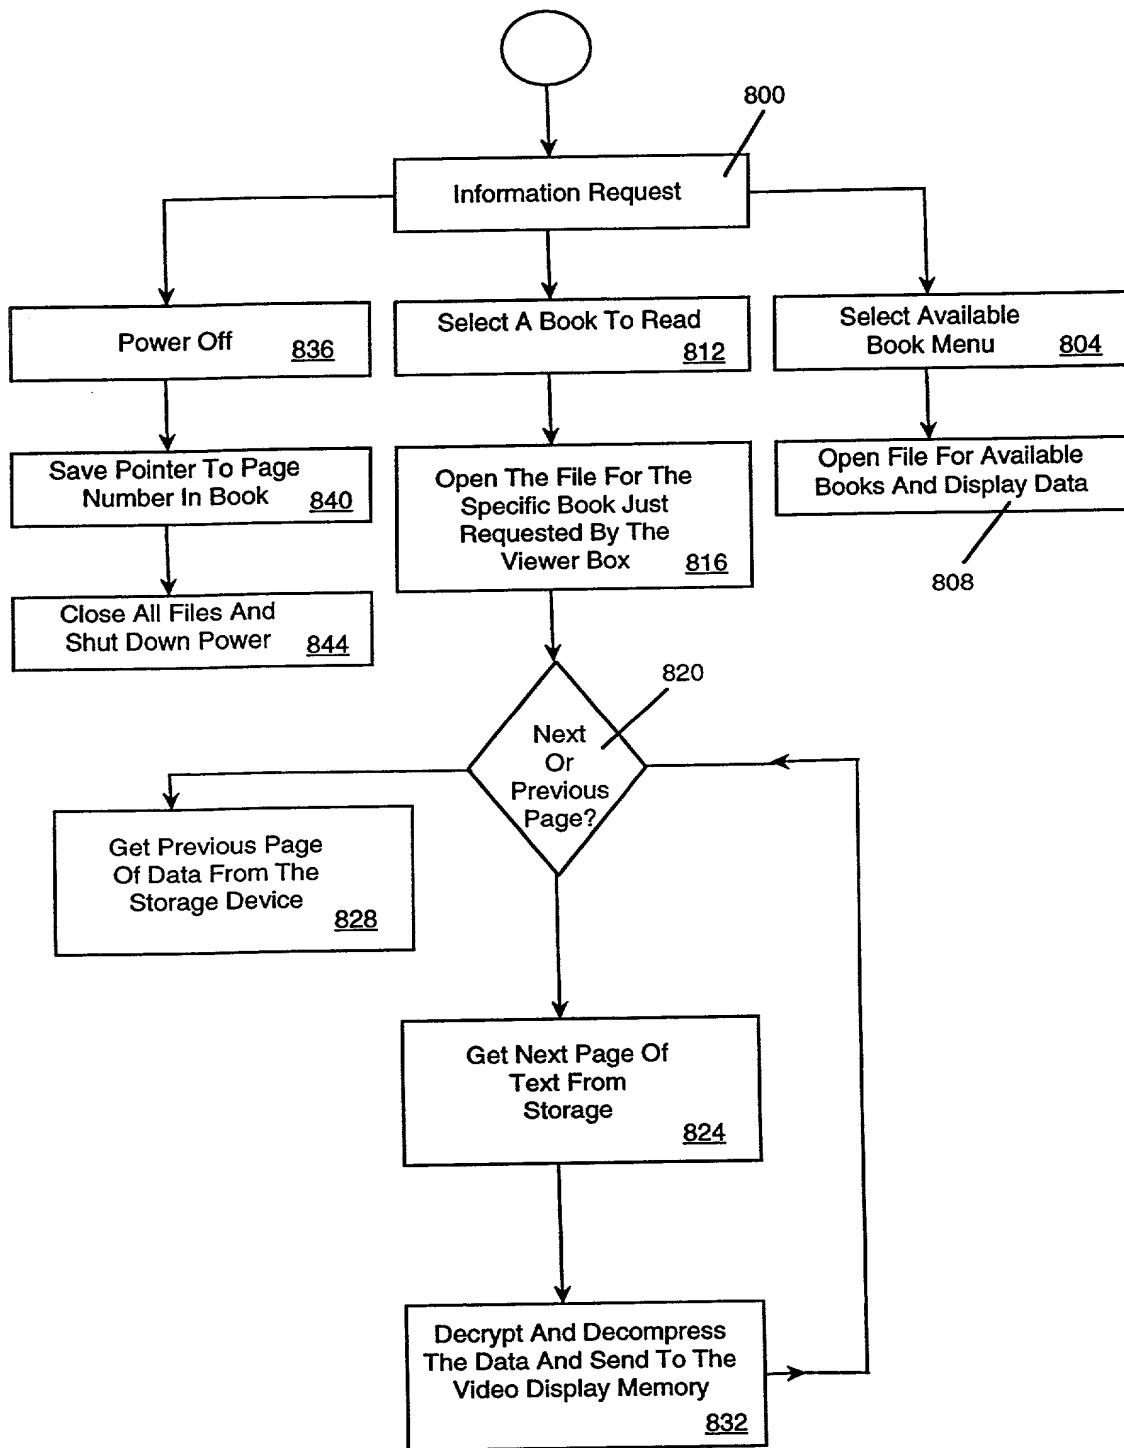 800
Information Request
Power Off
836
Select A Book To Read
812
Select Available
Book Menu
804
Save Pointer To Page
Number In Book
840
Open The File For The
Specific Book Just
Requested By The
Viewer Box
816
Open File For Available
Books And Display Data
808
Close All Files And
Shut Down Power
844
820
Next
Or
Previous
Page?
Get Previous Page
Of Data From The
Storage Device
828
Get Next Page Of
Text From
Storage
824
Decrypt And Decompress
The Data And Send To The
Video Display Memory
832